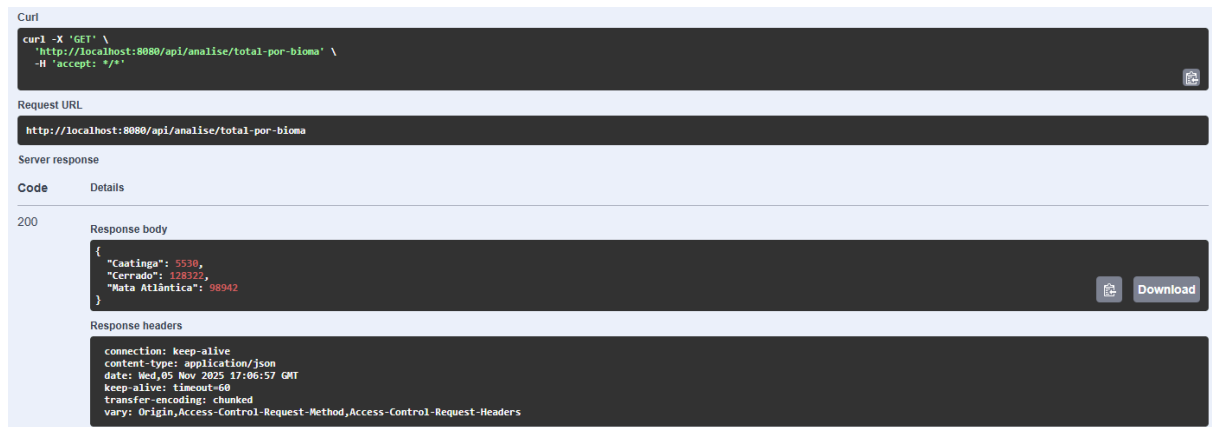 Curl
curl -X 'GET' \
  'http://localhost:8080/api/analise/total-por-bioma' \
  -H 'accept: */*'
Request URL
http://localhost:8080/api/analise/total-por-bioma
Server response
Code Details
200
Response body
{
  "Caatinga": 5530,
  "Cerrado": 128322,
  "Mata Atlântica": 98942
}
Download
Response headers
connection: keep-alive
content-type: application/json
date: Wed,05 Nov 2025 17:06:57 GMT
keep-alive: timeout=60
transfer-encoding: chunked
vary: Origin,Access-Control-Request-Method,Access-Control-Request-Headers